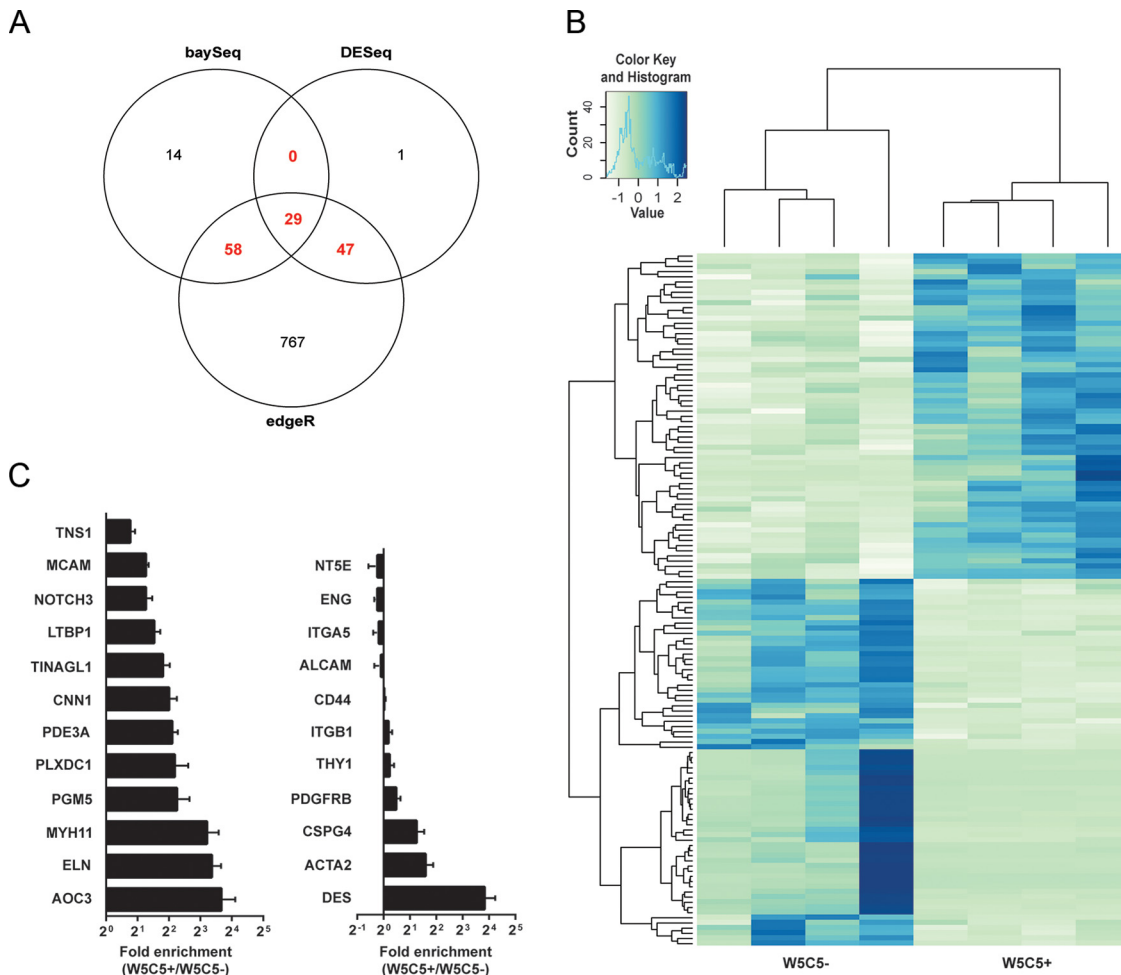 A
baySeq
DESeq
14
0
1
29
58
47
767
edgeR
B
Color Key
and Histogram
Count
0 20 40
-1 0 1 2
Value
W5C5-
W5C5+
C
TNS1
MCAM
NOTCH3
LTBP1
TINAGL1
CNN1
PDE3A
PLXDC1
PGM5
MYH11
ELN
AOC3
2⁰ 2¹ 2² 2³ 2⁴ 2⁵
Fold enrichment
(W5C5+/W5C5-)
NT5E
ENG
ITGA5
ALCAM
CD44
ITGB1
THY1
PDGFRB
CSPG4
ACTA2
DES
2⁻¹ 2⁰ 2¹ 2² 2³ 2⁴ 2⁵
Fold enrichment
(W5C5+/W5C5-)